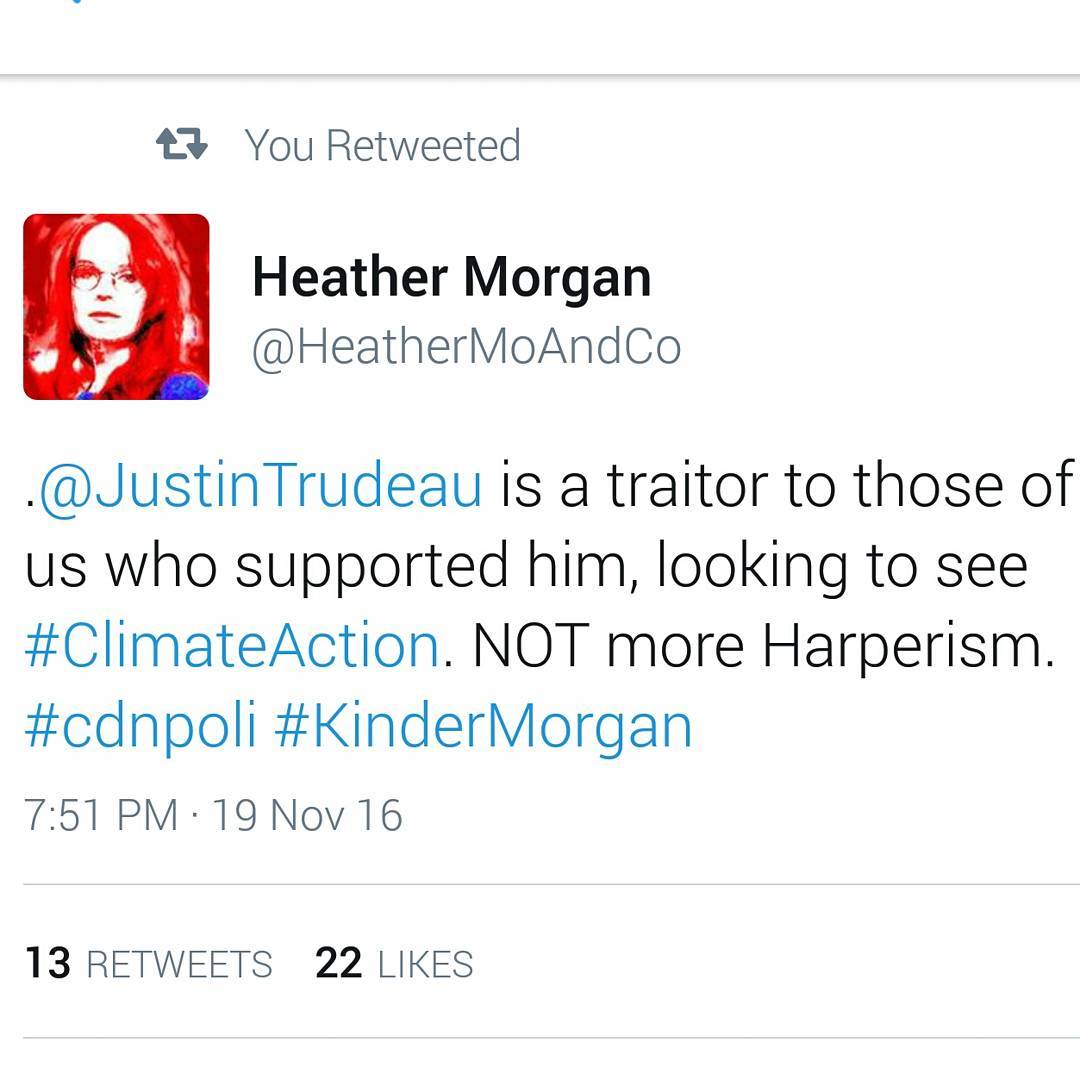 You Retweeted
Heather Morgan
@HeatherMoAndCo
.@JustinTrudeau is a traitor to those of
us who supported him, looking to see
#ClimateAction. NOT more Harperism.
#cdnpoli #KinderMorgan
7:51 PM · 19 Nov 16
13 RETWEETS 22 LIKES